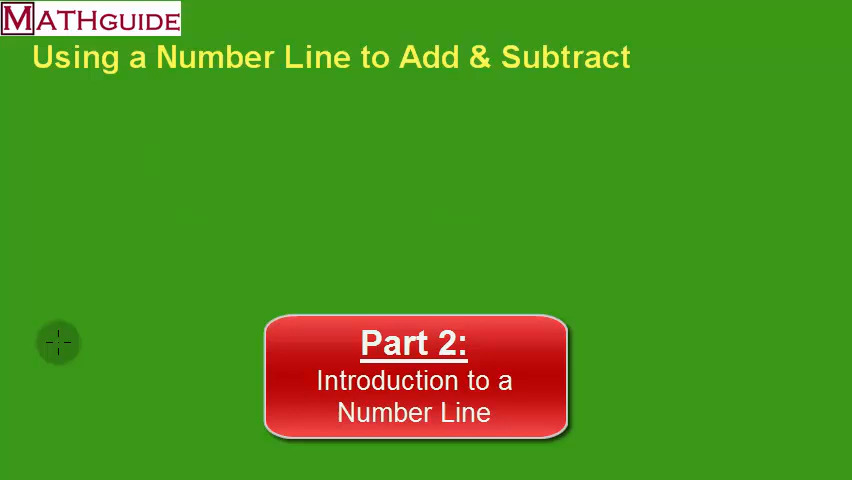 MATHGUIDE
Using a Number Line to Add & Subtract
Part 2:
Introduction to a
Number Line